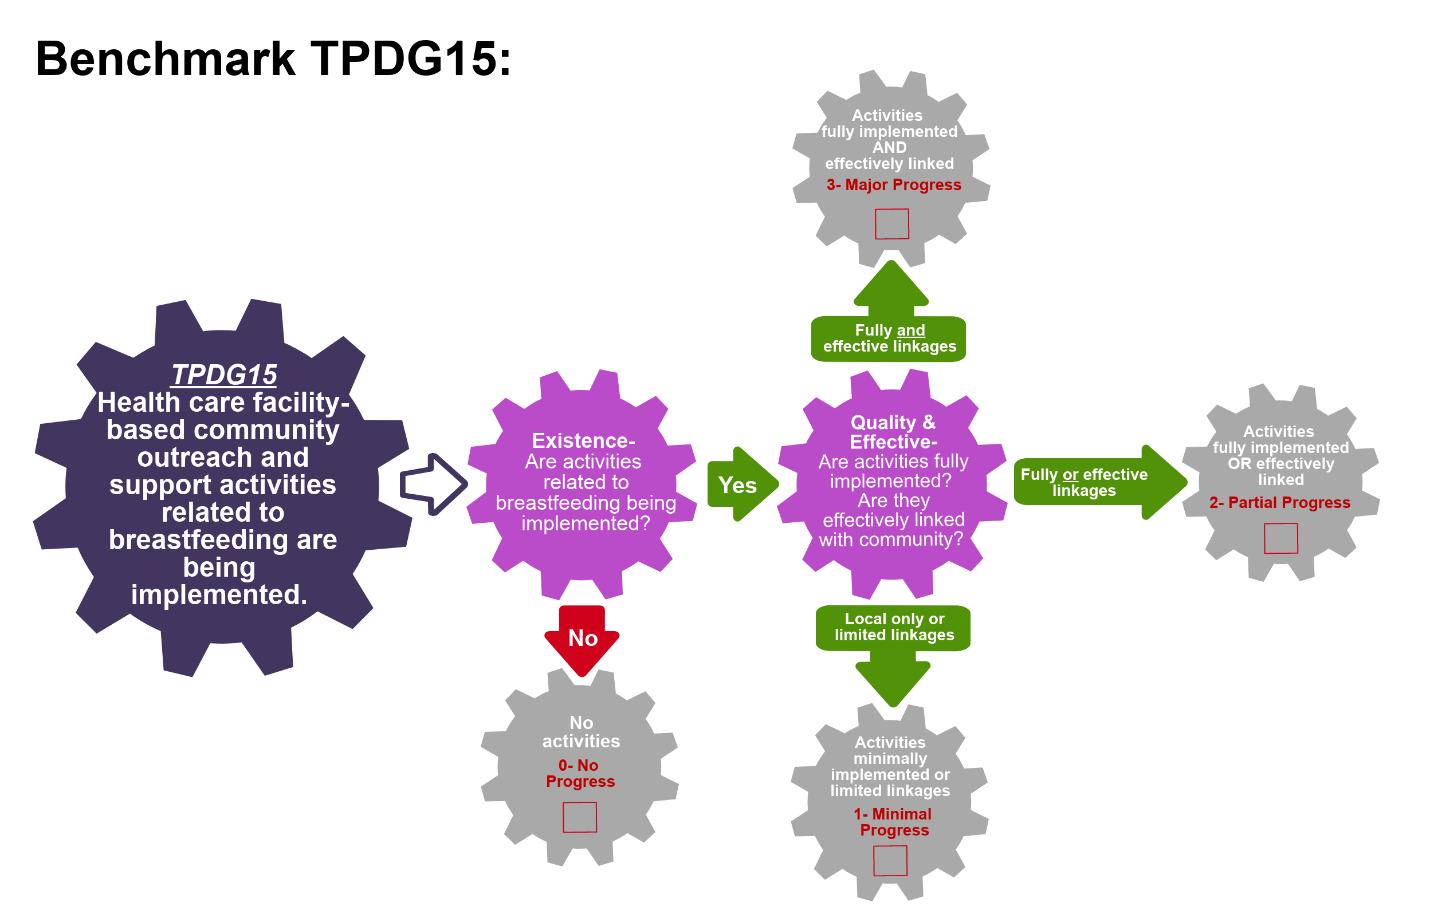 Benchmark TPDG15:
TPDG15
Health care facility-
based community
outreach and
support activities
related to
breastfeeding are
being
implemented.
Existence-
Are activities
related to
breastfeeding being
implemented?
Yes
No
No
activities
0- No
Progress
Quality &
Effective-
Are activities fully
implemented?
Are they
effectively linked
with community?
Fully and
effective linkages
Activities
fully implemented
AND
effectively linked
3- Major Progress
Fully or effective
linkages
Activities
fully implemented
OR effectively
linked
2- Partial Progress
Local only or
limited linkages
Activities
minimally
implemented or
limited linkages
1- Minimal
Progress